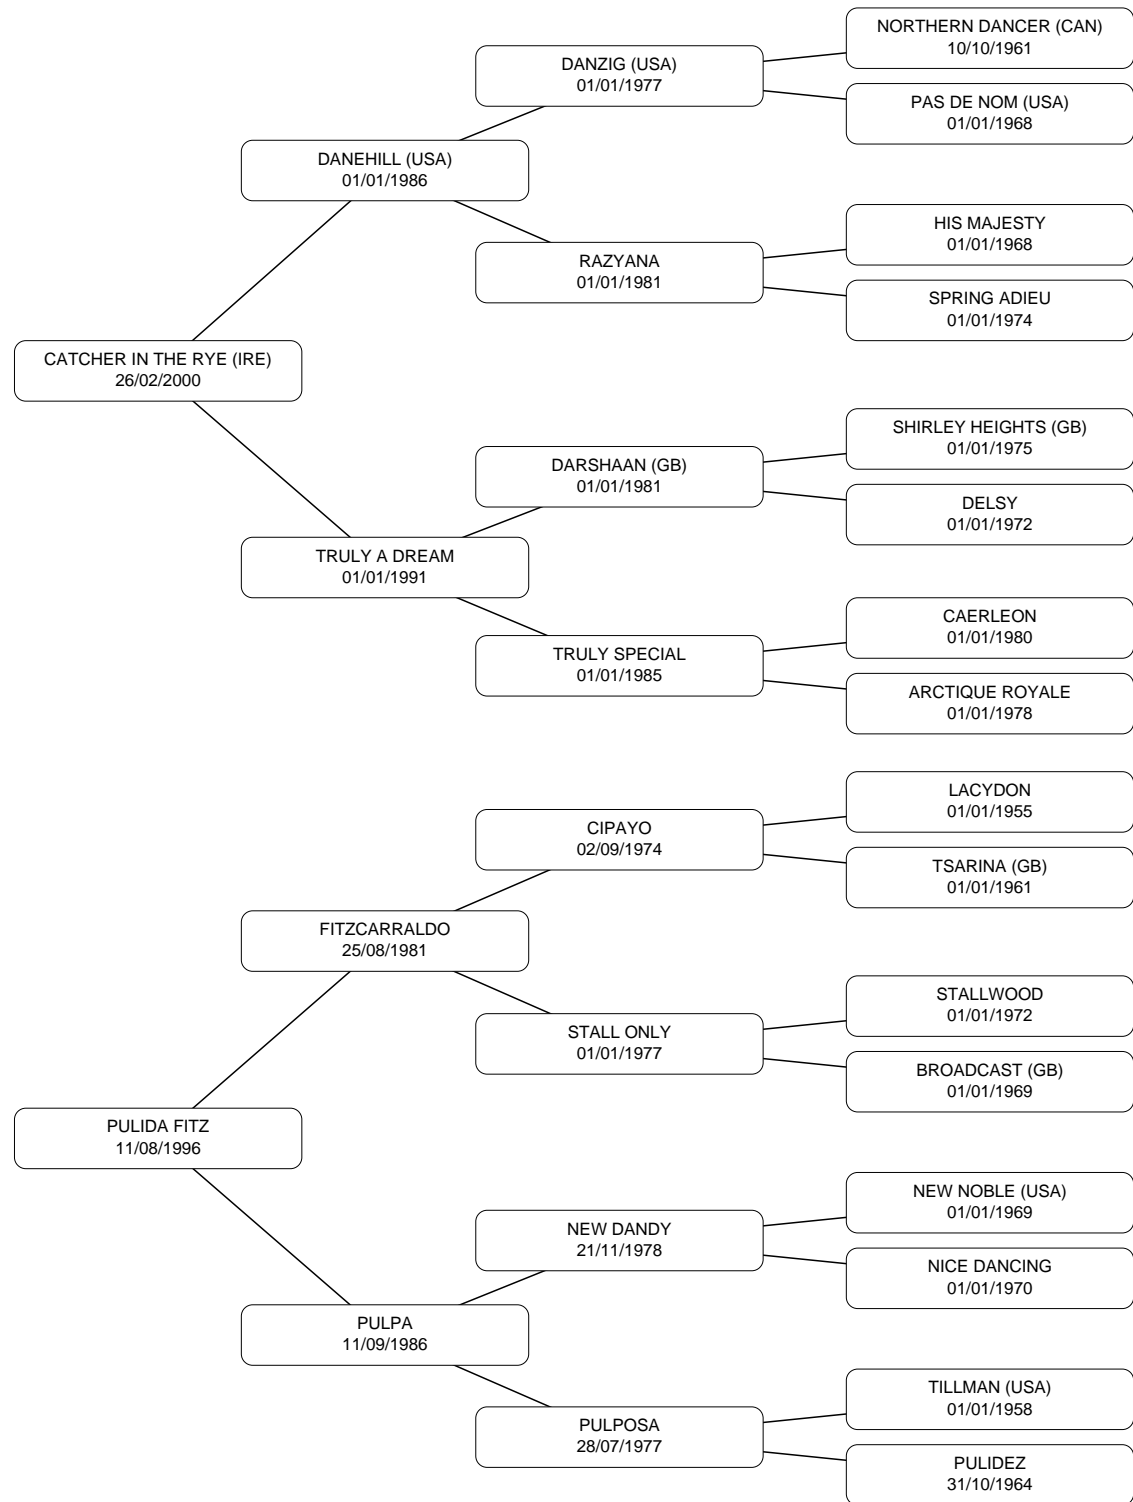 NORTHERN DANCER (CAN)
10/10/1961
DANZIG (USA)
01/01/1977
PAS DE NOM (USA)
01/01/1968
DANEHILL (USA)
01/01/1986
HIS MAJESTY
01/01/1968
RAZYANA
01/01/1981
SPRING ADIEU
01/01/1974
CATCHER IN THE RYE (IRE)
26/02/2000
SHIRLEY HEIGHTS (GB)
01/01/1975
DARSHAAN (GB)
01/01/1981
DELSY
01/01/1972
TRULY A DREAM
01/01/1991
CAERLEON
01/01/1980
TRULY SPECIAL
01/01/1985
ARCTIQUE ROYALE
01/01/1978
LACYDON
01/01/1955
CIPAYO
02/09/1974
TSARINA (GB)
01/01/1961
FITZCARRALDO
25/08/1981
STALLWOOD
01/01/1972
STALL ONLY
01/01/1977
BROADCAST (GB)
01/01/1969
PULIDA FITZ
11/08/1996
NEW NOBLE (USA)
01/01/1969
NEW DANDY
21/11/1978
NICE DANCING
01/01/1970
PULPA
11/09/1986
TILLMAN (USA)
01/01/1958
PULPOSA
28/07/1977
PULIDEZ
31/10/1964